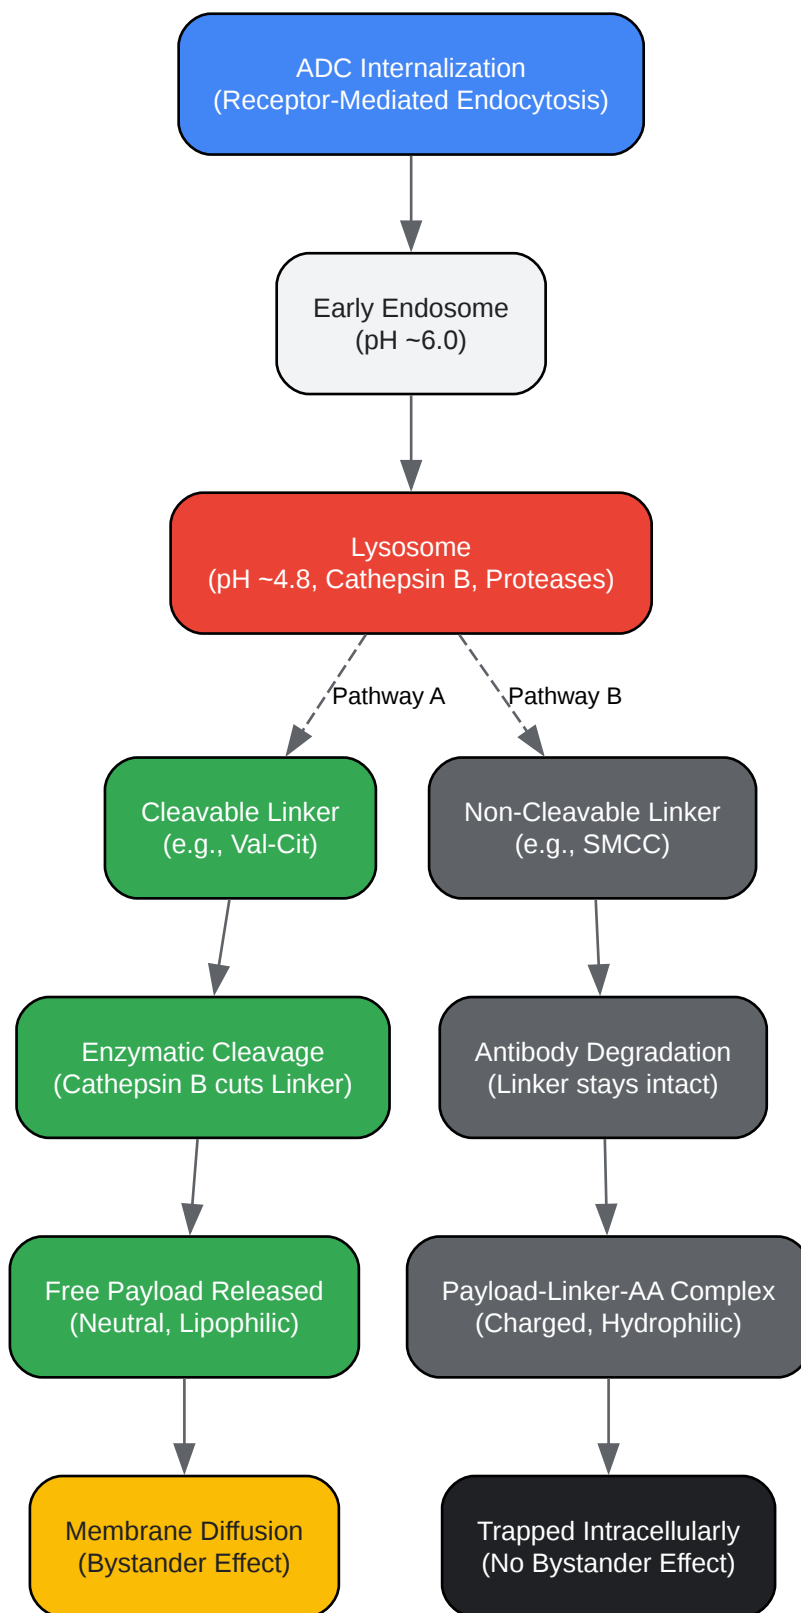 ADC Internalization
(Receptor-Mediated Endocytosis)
Early Endosome
(pH ~6.0)
Lysosome
(pH ~4.8, Cathepsin B, Proteases)
Pathway A
Pathway B
Cleavable Linker
(e.g., Val-Cit)
Non-Cleavable Linker
(e.g., SMCC)
Enzymatic Cleavage
(Cathepsin B cuts Linker)
Antibody Degradation
(Linker stays intact)
Free Payload Released
(Neutral, Lipophilic)
Payload-Linker-AA Complex
(Charged, Hydrophilic)
Membrane Diffusion
(Bystander Effect)
Trapped Intracellularly
(No Bystander Effect)